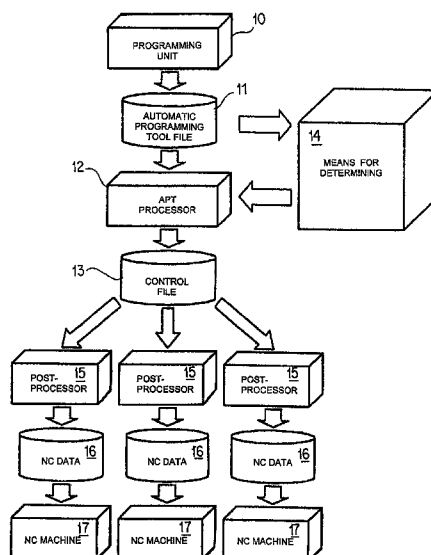 10
PROGRAMMING
UNIT
11
AUTOMATIC
PROGRAMMING
TOOL FILE
14
MEANS FOR
DETERMINING
12
APT
PROCESSOR
13
CONTROL
FILE
POST- 15
PROCESSOR
POST- 15
PROCESSOR
POST- 15
PROCESSOR
NC DATA 16
NC DATA 16
NC DATA 16
NC MACHINE 17
NC MACHINE 17
NC MACHINE 17